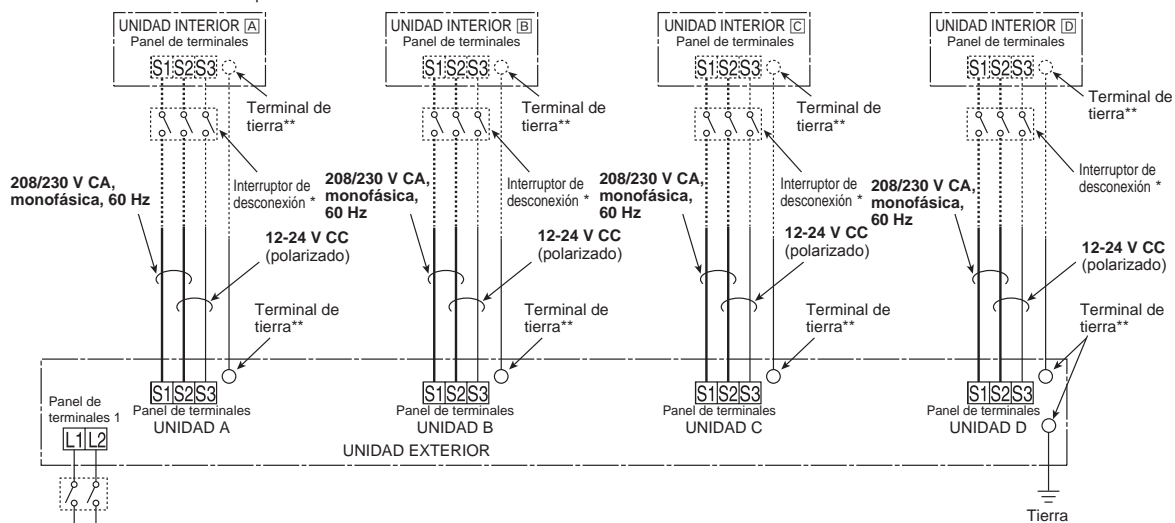 UNIDAD INTERIOR A
Panel de terminales
S1 S2 S3
Terminal de
tierra**
Interruptor de
desconexión *
208/230 V CA,
monofásica, 60 Hz
12-24 V CC
(polarizado)
Terminal de
tierra**
S1 S2 S3
Panel de terminales
UNIDAD A
UNIDAD INTERIOR B
Panel de terminales
S1 S2 S3
Terminal de
tierra**
Interruptor de
desconexión *
208/230 V CA,
monofásica,
60 Hz
12-24 V CC
(polarizado)
Terminal de
tierra**
S1 S2 S3
Panel de terminales
UNIDAD B
UNIDAD INTERIOR C
Panel de terminales
S1 S2 S3
Terminal de
tierra**
Interruptor de
desconexión *
208/230 V CA,
monofásica,
60 Hz
12-24 V CC
(polarizado)
Terminal de
tierra**
S1 S2 S3
Panel de terminales
UNIDAD C
UNIDAD INTERIOR D
Panel de terminales
S1 S2 S3
Terminal de
tierra**
Interruptor de
desconexión *
208/230 V CA,
monofásica,
60 Hz
12-24 V CC
(polarizado)
Terminal de
tierra**
S1 S2 S3
Panel de terminales
UNIDAD D
Panel de
terminales 1
L1 L2
UNIDAD EXTERIOR
Tierra